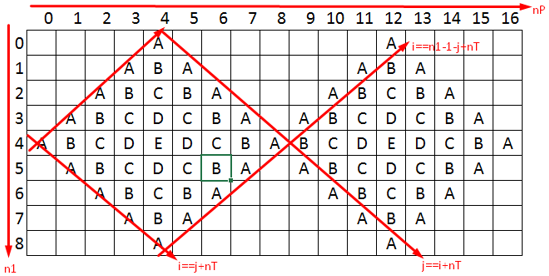 nP
0 1 2 3 4 5 6 7 8 9 10 11 12 13 14 15 16
0 A A i==n1-1-j+nT
1 A B A A B A
2 A B C B A A B C B A
3 A B C D C B A A B C D C B A
4 A B C D E D C B A B C D E D C B A
5 A B C D C B A A B C D C B A
6 A B C B A A B C B A
7 A B A A B A
8 A A
n1 i==j+nT j==i+nT